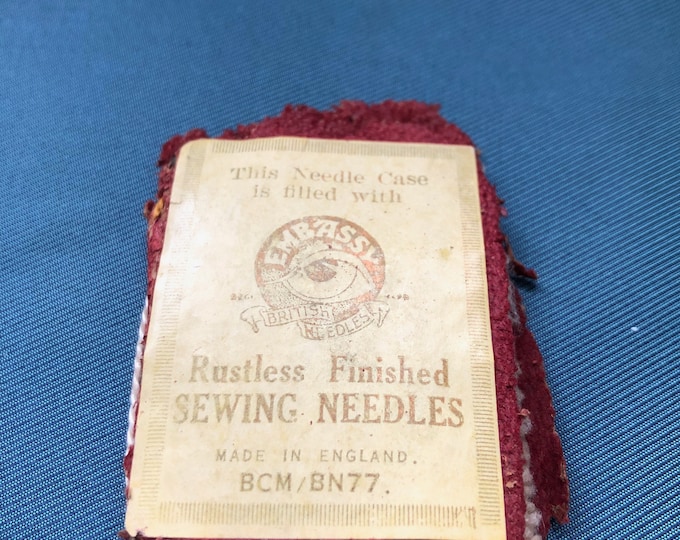 This Needle Case
is filled with
EMBASSY
BRITISH
NEEDLES
Rustless Finished
SEWING NEEDLES
MADE IN ENGLAND.
BCM/BN77.